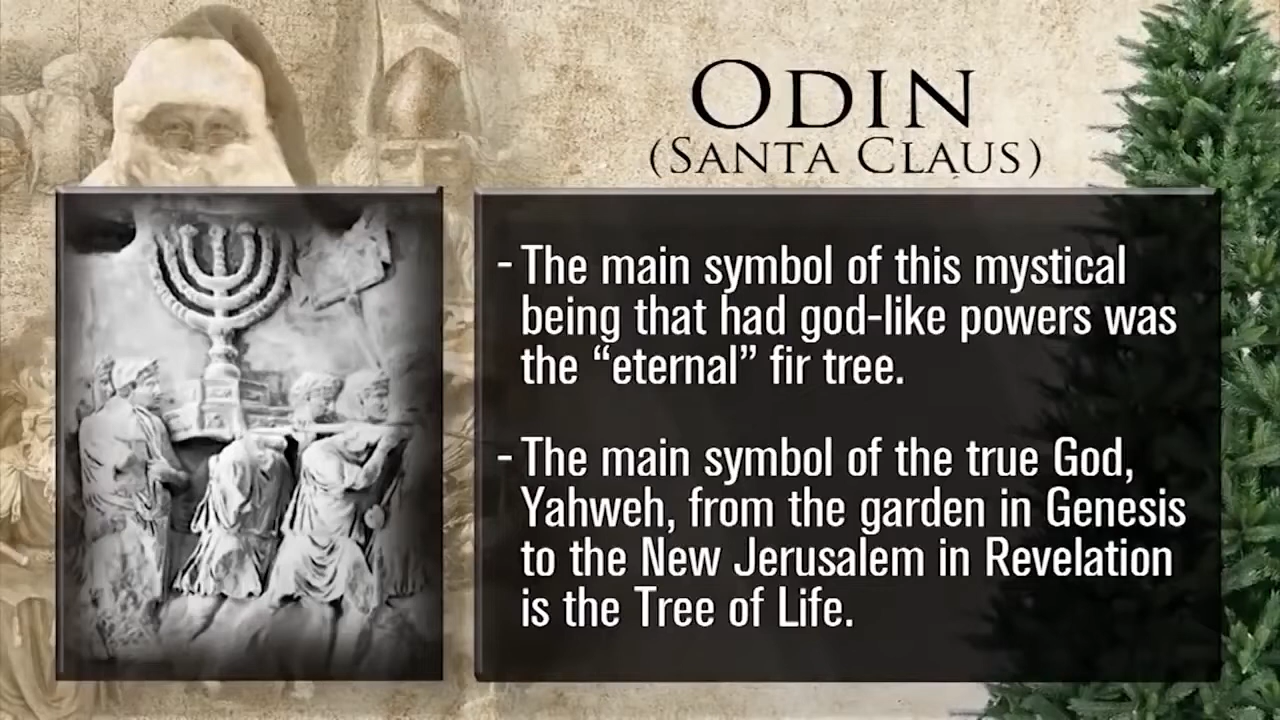 ODIN
(SANTA CLAUS)
- The main symbol of this mystical
being that had god-like powers was
the “eternal” fir tree.
- The main symbol of the true God,
Yahweh, from the garden in Genesis
to the New Jerusalem in Revelation
is the Tree of Life.